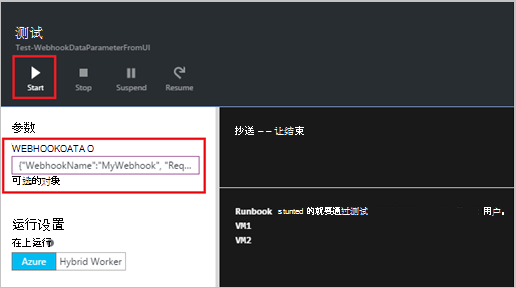 测试
Test-WebhookDataParameterFromUI
Start
Stop
Suspend
Resume
参数
WEBHOOKDATA O
{"WebhookName":"MyWebhook", "Req...
可选的对象
运行设置
在上运行
Azure
Hybrid Worker
抄送 – – 让结束
Runbook stunted 的就要通过测试 用户。
VM1
VM2